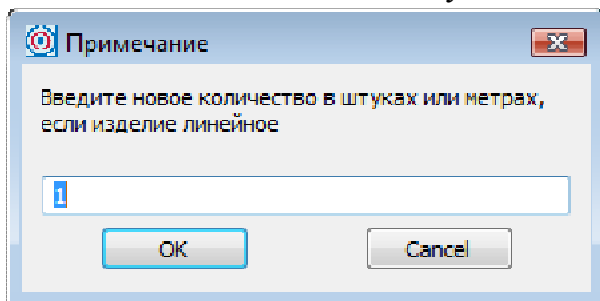 Примечание
Введите новое количество в штуках или метрах,
если изделие линейное
1
OK
Cancel